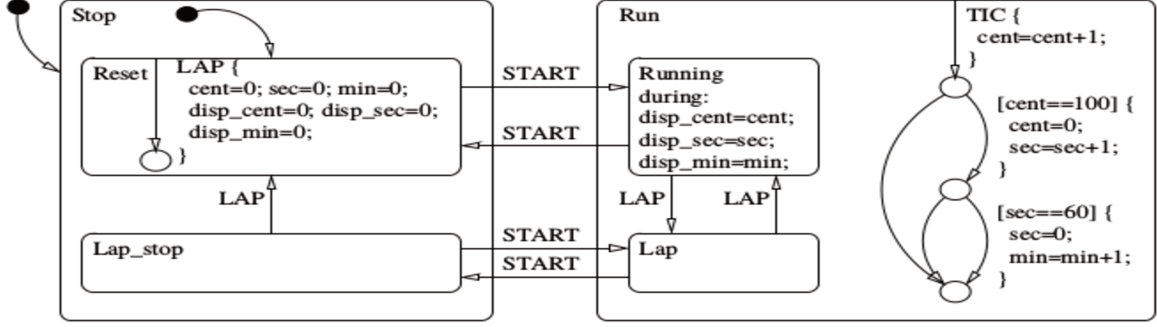 Stop
Reset
LAP {
cent=0; sec=0; min=0;
disp_cent=0; disp_sec=0;
disp_min=0;
}
LAP
Lap_stop
START
START
START
START
Run
Running
during:
disp_cent=cent;
disp_sec=sec;
disp_min=min;
LAP
LAP
Lap
TIC {
cent=cent+1;
}
[cent==100] {
cent=0;
sec=sec+1;
}
[sec==60] {
sec=0;
min=min+1;
}